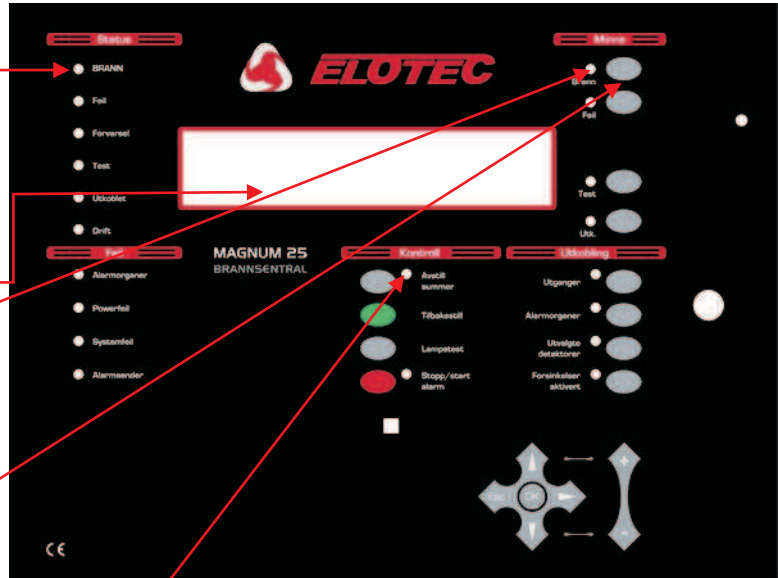 Status
BRANN
Feil
Forvarsel
Test
Utkoblet
Drift
Feil
Alarmorganer
Powerfeil
Systemfeil
Alarmsender
ELOTEC
MAGNUM 25
BRANNSENTRAL
Minne
Brann
Feil
Test
Utk.
Kontroll
Avstill
summer
Tilbakestill
Lampetest
Stopp/start
alarm
Utkobling
Utganger
Alarmorganer
Utvalgte
detektorer
Forsinkelser
aktivert
Esc
OK
+
-
CE